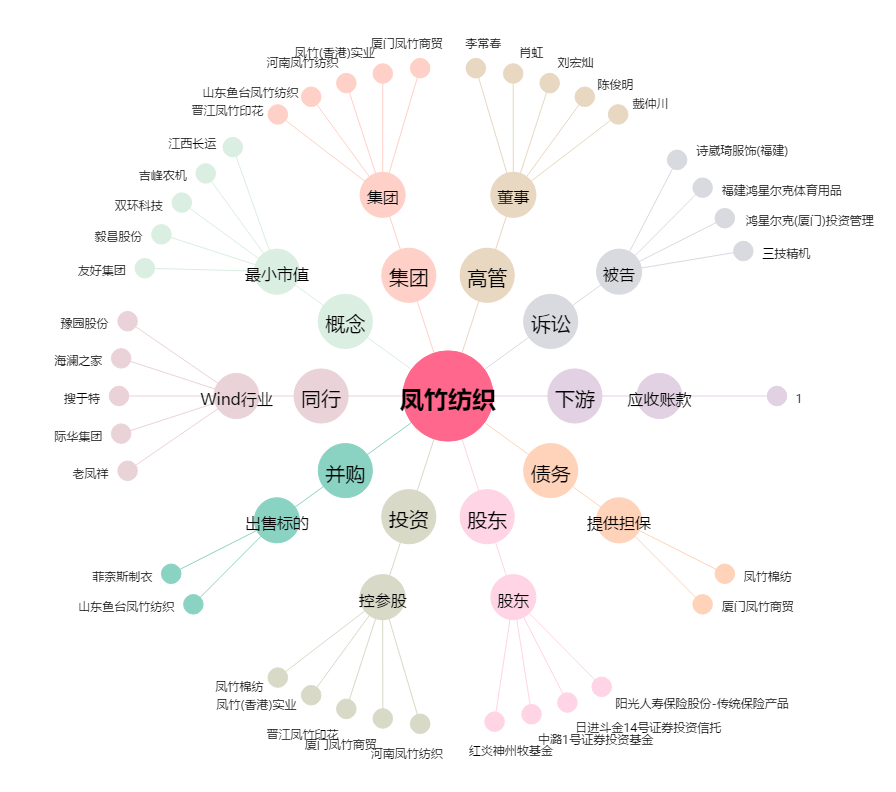 李常春
厦门凤竹商贸
凤竹(香港)实业
肖虹
河南凤竹纺织
刘宏灿
陈俊明
山东鱼台凤竹纺织
戴仲川
晋江凤竹印花
江西长运
诗崴琦服饰(福建)
吉峰农机
福建鸿星尔克体育用品
集团
董事
双环科技
鸿星尔克(厦门)投资管理
毅昌股份
三技精机
友好集团
最小市值
集团
高管
被告
豫园股份
概念
诉讼
海澜之家
搜于特
Wind行业
同行
凤竹纺织
下游
应收账款
1
际华集团
老凤祥
并购
债务
出售标的
投资
股东
提供担保
菲奈斯制衣
凤竹棉纺
山东鱼台凤竹纺织
控参股
股东
厦门凤竹商贸
凤竹棉纺
凤竹(香港)实业
阳光人寿保险股份-传统保险产品
晋江凤竹印花
日进斗金14号证券投资信托
厦门凤竹商贸
中潞1号证券投资基金
河南凤竹纺织
红炎神州牧基金